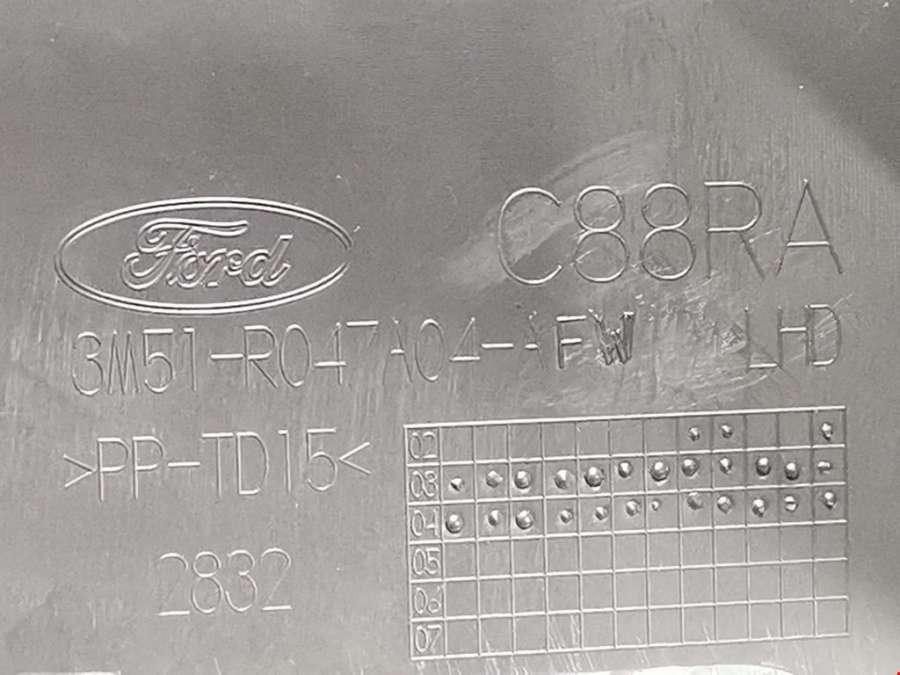 Ford
C88RA
3M51-R047A04-AFW LHD
>PP-TD15<
2832
02
03
04
05
06
07